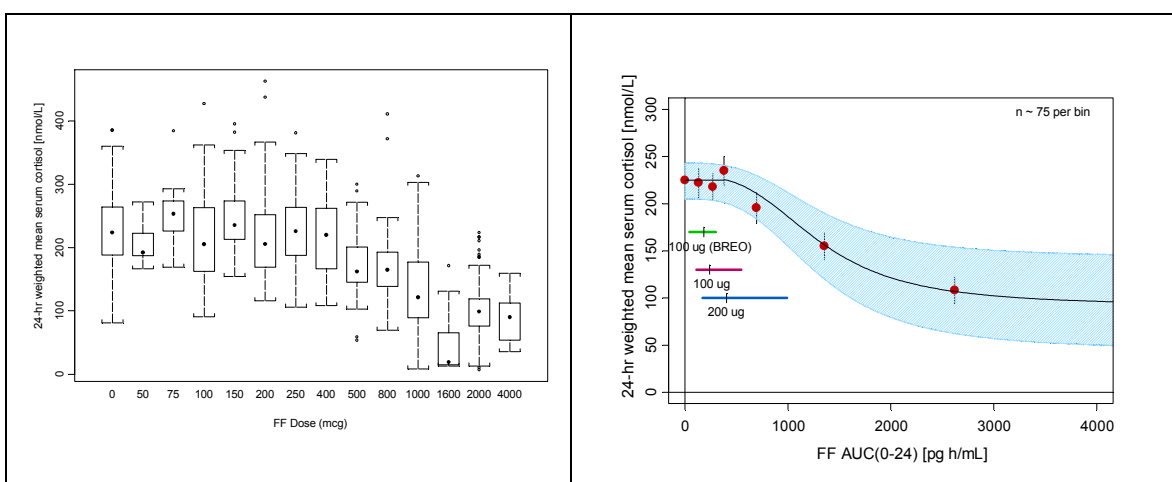 24-hr weighted mean serum cortisol [nmol/L]
400
300
200
100
0
0 50 75 100 150 200 250 400 500 800 1000 1600 2000 4000
FF Dose (mcg)
24-hr weighted mean serum cortisol [nmol/L]
300
250
200
150
100
50
0
n ~ 75 per bin
100 ug (BREO)
100 ug
200 ug
0 1000 2000 3000 4000
FF AUC(0-24) [pg h/mL]